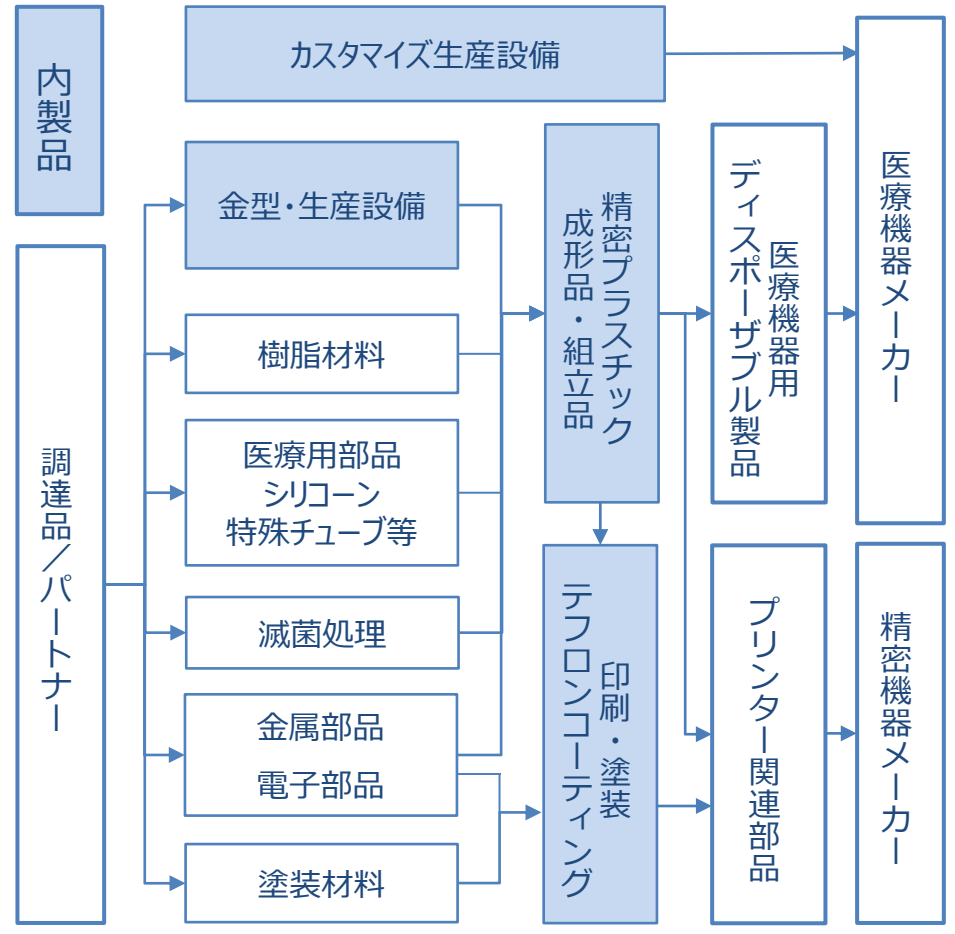 内製品
カスタマイズ生産設備
調達品／パートナー
金型・生産設備
樹脂材料
医療用部品
シリコーン
特殊チューブ等
滅菌処理
金属部品
電子部品
塗装材料
精密プラスチック
成形品・組立品
印刷・塗装
テフロンコーティング
医療機器用
ディスポーザブル製品
プリンター関連部品
医療機器メーカー
精密機器メーカー